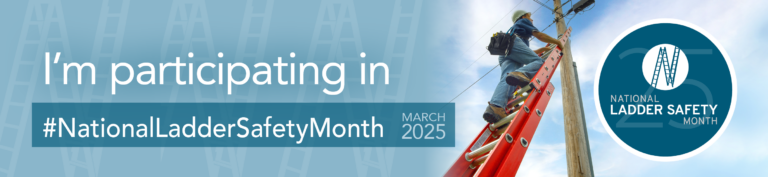 I'm participating in
#NationalLadderSafetyMonth
MARCH
2025
25
NATIONAL
LADDER SAFETY
MONTH